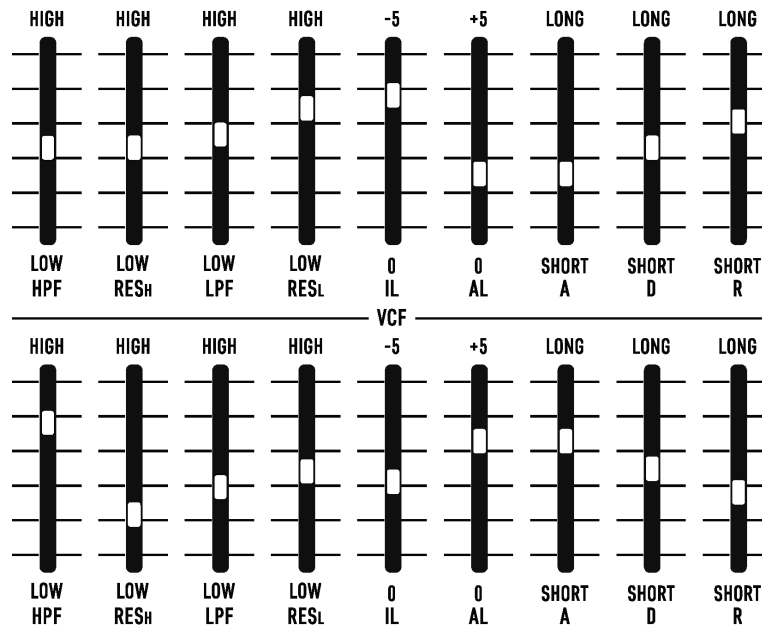 HIGH HIGH HIGH HIGH -5 +5 LONG LONG LONG
LOW LOW LOW LOW 0 0 SHORT SHORT SHORT
HPF RESH LPF RESL IL AL A D R
VCF
HIGH HIGH HIGH HIGH -5 +5 LONG LONG LONG
LOW LOW LOW LOW 0 0 SHORT SHORT SHORT
HPF RESH LPF RESL IL AL A D R